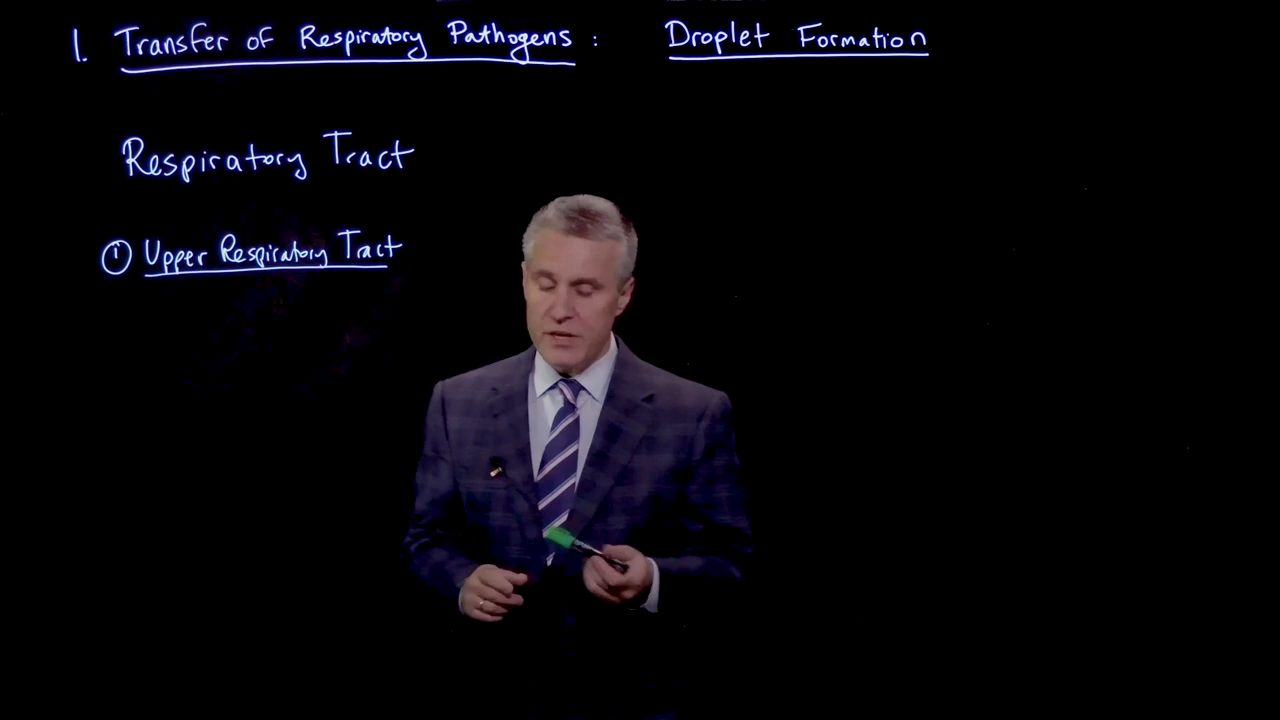 1. Transfer of Respiratory Pathogens : Droplet Formation
Respiratory Tract
① Upper Respiratory Tract